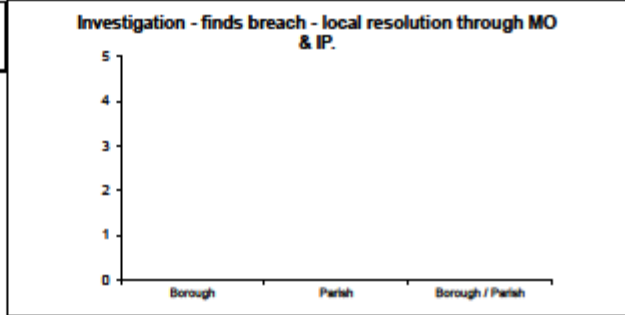 Investigation - finds breach - local resolution through MO
& IP.
5
4
3
2
1
0
Borough Parish Borough / Parish